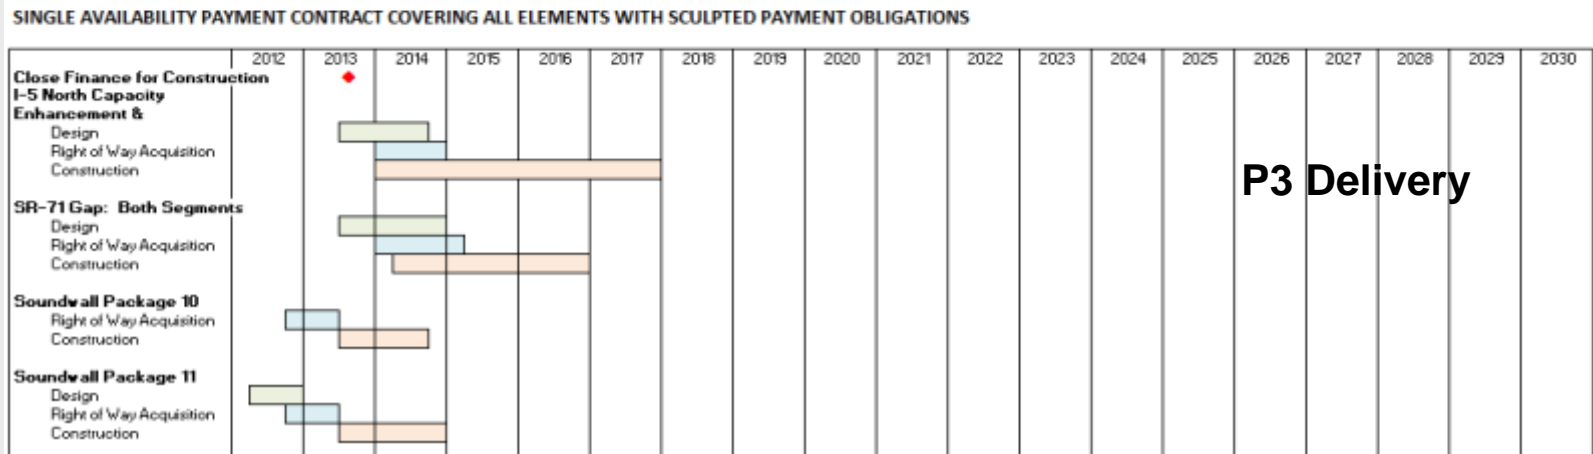 SINGLE AVAILABILITY PAYMENT CONTRACT COVERING ALL ELEMENTS WITH SCULPTED PAYMENT OBLIGATIONS
2012 2013 2014 2015 2016 2017 2018 2019 2020 2021 2022 2023 2024 2025 2026 2027 2028 2029 2030
Close Finance for Construction
I-5 North Capacity
Enhancement &
Design
Right of Way Acquisition
Construction
P3 Delivery
SR-71 Gap: Both Segments
Design
Right of Way Acquisition
Construction
Soundwall Package 10
Right of Way Acquisition
Construction
Soundwall Package 11
Design
Right of Way Acquisition
Construction